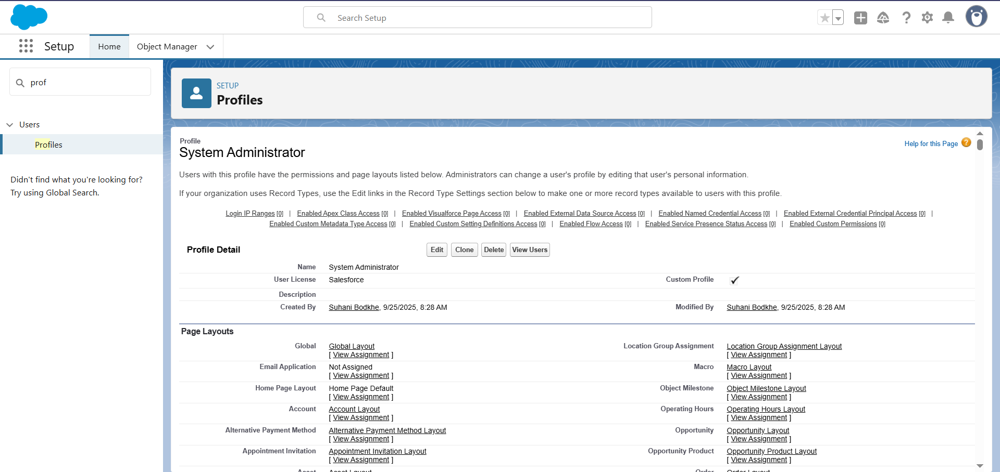 Search Setup
Setup
Home
Object Manager
prof
Users
Profiles
Didn't find what you're looking for?
Try using Global Search.
SETUP
Profiles
Profile
System Administrator
Help for this Page
Users with this profile have the permissions and page layouts listed below. Administrators can change a user's profile by editing that user's personal information.
If your organization uses Record Types, use the Edit links in the Record Type Settings section below to make one or more record types available to users with this profile.
Login IP Ranges [0] | Enabled Apex Class Access [0] | Enabled Visualforce Page Access [0] | Enabled External Data Source Access [0] | Enabled Named Credential Access [0] | Enabled External Credential Principal Access [0] |
Enabled Custom Metadata Type Access [0] | Enabled Custom Setting Definitions Access [0] | Enabled Flow Access [0] | Enabled Service Presence Status Access [0] | Enabled Custom Permissions [0]
Profile Detail Edit Clone Delete View Users
Name System Administrator
User License Salesforce Custom Profile
Description
Created By Suhani Bodkhe, 9/25/2025, 8:28 AM Modified By Suhani Bodkhe, 9/25/2025, 8:28 AM
Page Layouts
Global Global Layout Location Group Assignment Location Group Assignment Layout
[ View Assignment ] [ View Assignment ]
Email Application Not Assigned Macro Macro Layout
[ View Assignment ] [ View Assignment ]
Home Page Layout Home Page Default Object Milestone Object Milestone Layout
[ View Assignment ] [ View Assignment ]
Account Account Layout Operating Hours Operating Hours Layout
[ View Assignment ] [ View Assignment ]
Alternative Payment Method Alternative Payment Method Layout Opportunity Opportunity Layout
[ View Assignment ] [ View Assignment ]
Appointment Invitation Appointment Invitation Layout Opportunity Product Opportunity Product Layout
[ View Assignment ] [ View Assignment ]
Asset Asset Layout Order Order Layout